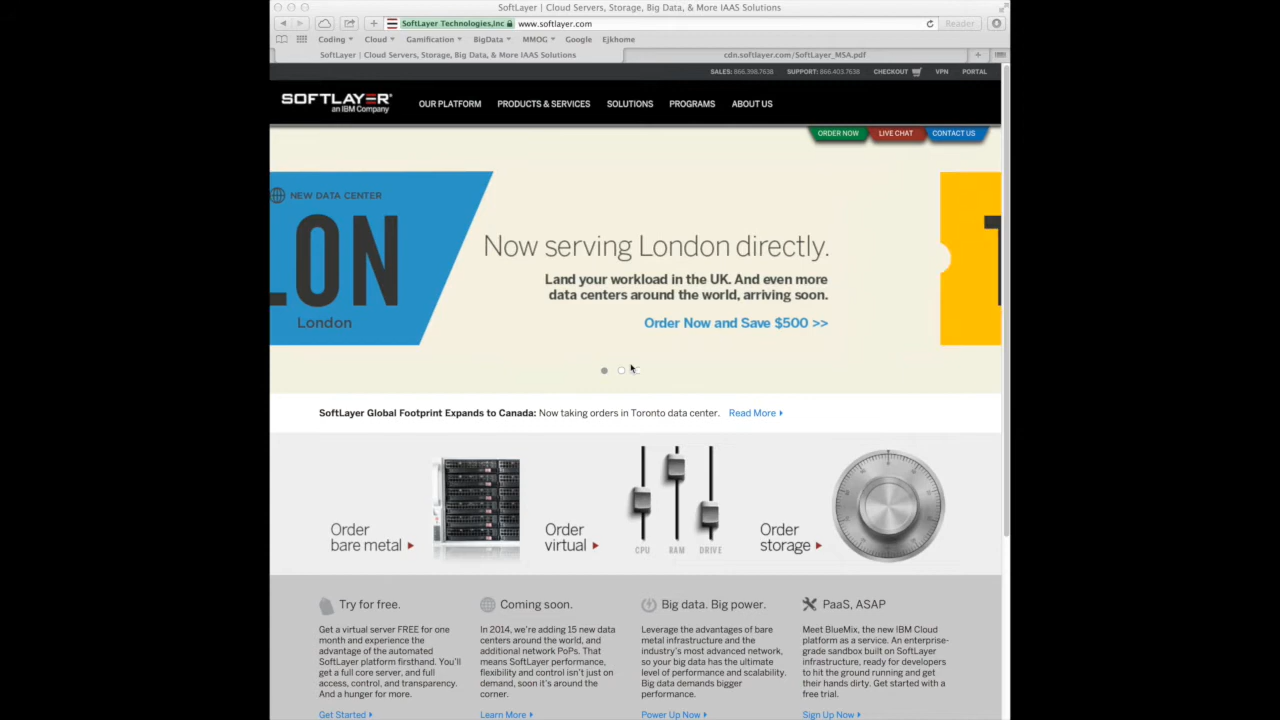 SoftLayer | Cloud Servers, Storage, Big Data, & More IAAS Solutions
SoftLayer Technologies,Inc www.softlayer.com
Reader
Coding Cloud Gamification BigData MMOG Google Ejkhome
SoftLayer | Cloud Servers, Storage, Big Data, & More IAAS Solutions
cdn.softlayer.com/SoftLayer_MSA.pdf
SALES: 866.398.7638 SUPPORT: 866.403.7638 CHECKOUT VPN PORTAL
SOFTLAYER®
an IBM Company
OUR PLATFORM PRODUCTS & SERVICES SOLUTIONS PROGRAMS ABOUT US
ORDER NOW LIVE CHAT CONTACT US
NEW DATA CENTER
LON
London
Now serving London directly.
Land your workload in the UK. And even more
data centers around the world, arriving soon.
Order Now and Save $500 >>
SoftLayer Global Footprint Expands to Canada: Now taking orders in Toronto data center. Read More
Order
bare metal
Order
virtual
CPU RAM DRIVE
Order
storage
Try for free.
Get a virtual server FREE for one
month and experience the
advantage of the automated
SoftLayer platform firsthand. You'll
get a full core server, and full
access, control, and transparency.
And a hunger for more.
Get Started
Coming soon.
In 2014, we're adding 15 new data
centers around the world, and
additional network PoPs. That
means SoftLayer performance,
flexibility and control isn't just on
demand, soon it's around the
corner.
Learn More
Big data. Big power.
Leverage the advantages of bare
metal infrastructure and the
industry's most advanced network,
so your big data has the ultimate
level of performance and scalability.
Big data demands bigger
performance.
Power Up Now
PaaS, ASAP
Meet BlueMix, the new IBM Cloud
platform as a service. An enterprise-
grade sandbox built on SoftLayer
infrastructure, ready for developers
to hit the ground running and get
their hands dirty. Get started with a
free trial.
Sign Up Now